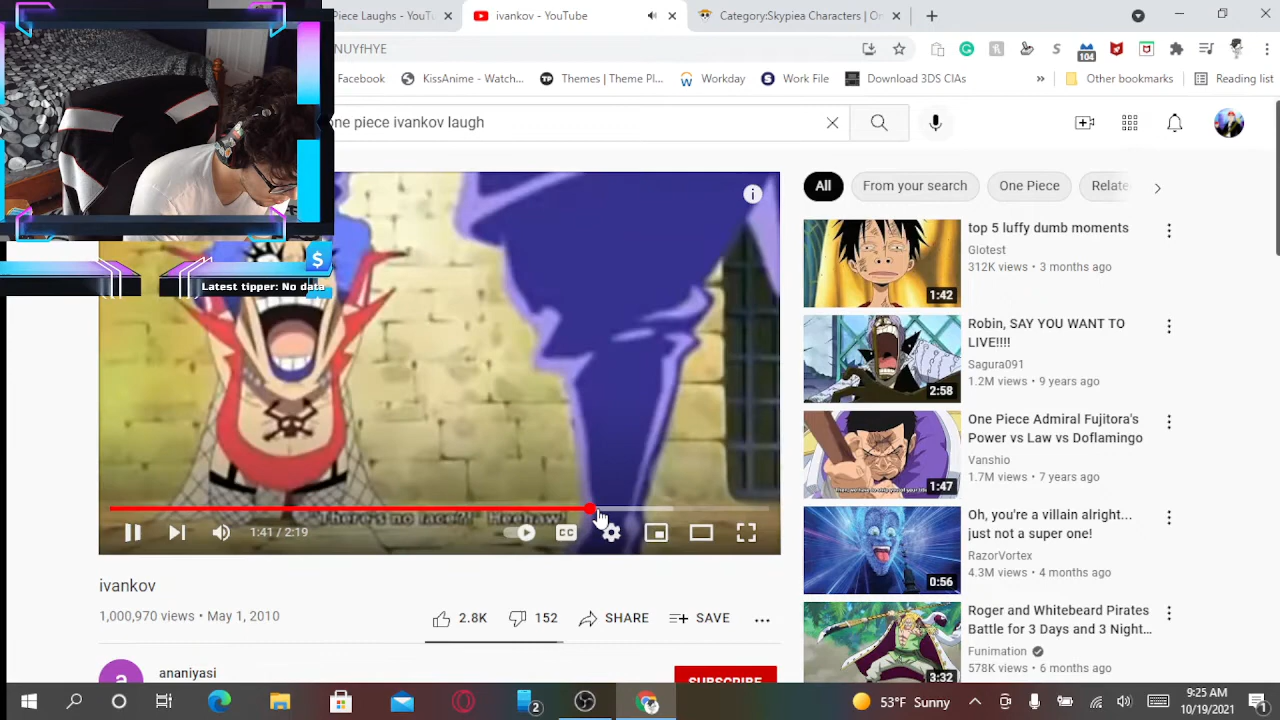 Piece Laughs - YouT
ivankov - YouTube
Category:Skypiea Characters | O
NUYfHYE
104
Facebook
KissAnime - Watch...
Themes | Theme Pl...
Workday
Work File
Download 3DS CIAs
»
Other bookmarks
Reading list
ne piece ivankov laugh
All
From your search
One Piece
Relate
Latest tipper: No data
top 5 luffy dumb moments
Glotest
312K views • 3 months ago
1:42
Robin, SAY YOU WANT TO
LIVE!!!!
Sagura091
1.2M views • 9 years ago
2:58
One Piece Admiral Fujitora's
Power vs Law vs Doflamingo
Vanshio
1.7M views • 7 years ago
1:47
Oh, you're a villain alright...
just not a super one!
RazorVortex
4.3M views • 4 months ago
0:56
Roger and Whitebeard Pirates
Battle for 3 Days and 3 Night...
Funimation
578K views • 6 months ago
3:32
1:41 / 2:19
CC
ivankov
1,000,970 views • May 1, 2010
2.8K
152
SHARE
SAVE
a
ananiyasi
SUBSCRIBE
2
53°F Sunny
9:25 AM
10/19/2021
1